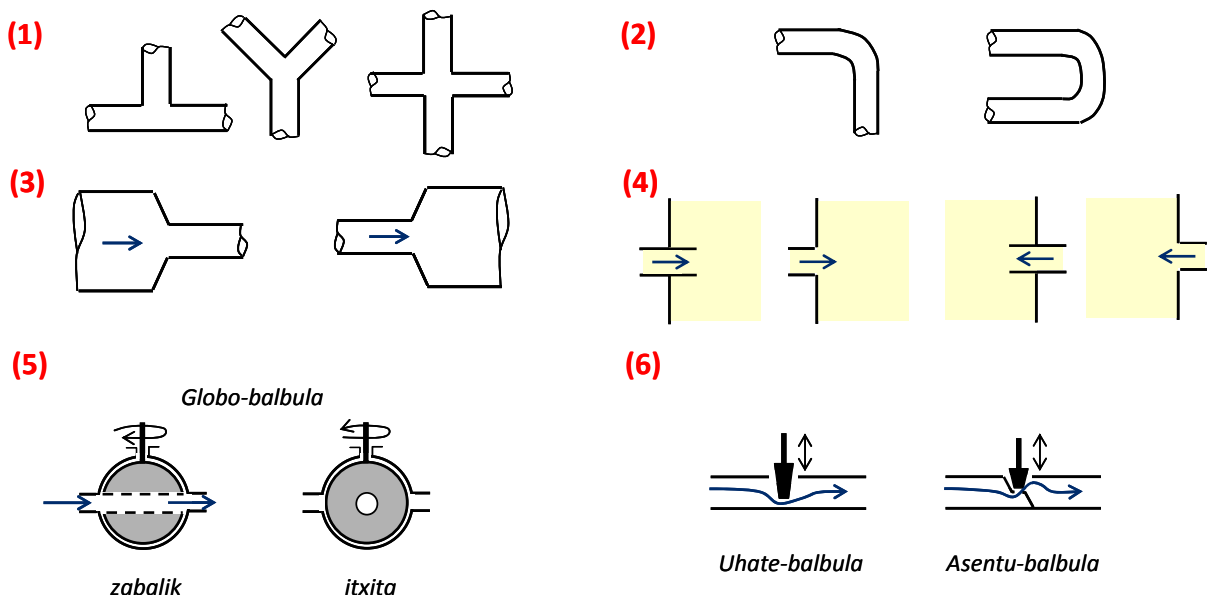 (1)
(2)
(3)
(4)
(5)
(6)
Globo-balbula
zabalik
itxita
Uhate-balbula
Asentu-balbula